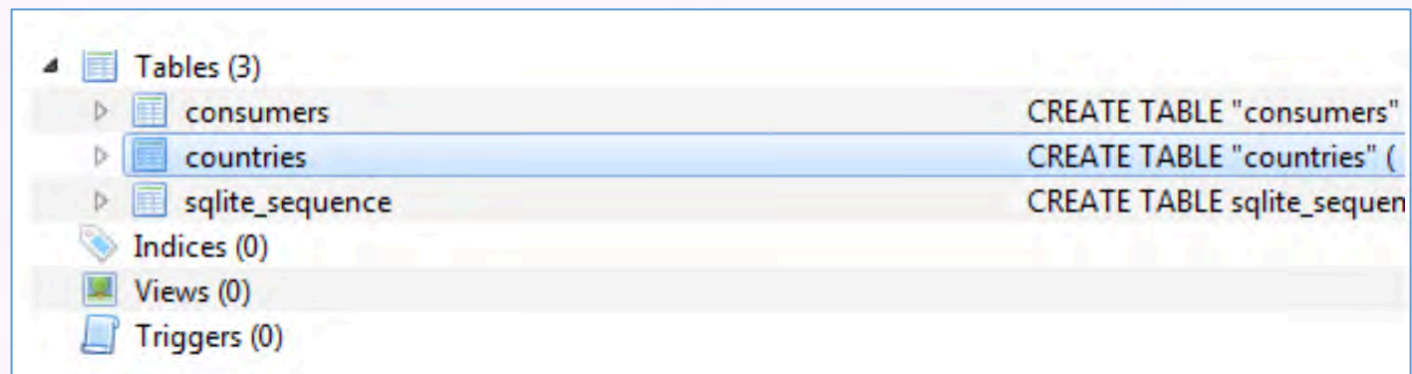 Tables (3)
consumers CREATE TABLE "consumers"
countries CREATE TABLE "countries" (
sqlite_sequence CREATE TABLE sqlite_sequen
Indices (0)
Views (0)
Triggers (0)